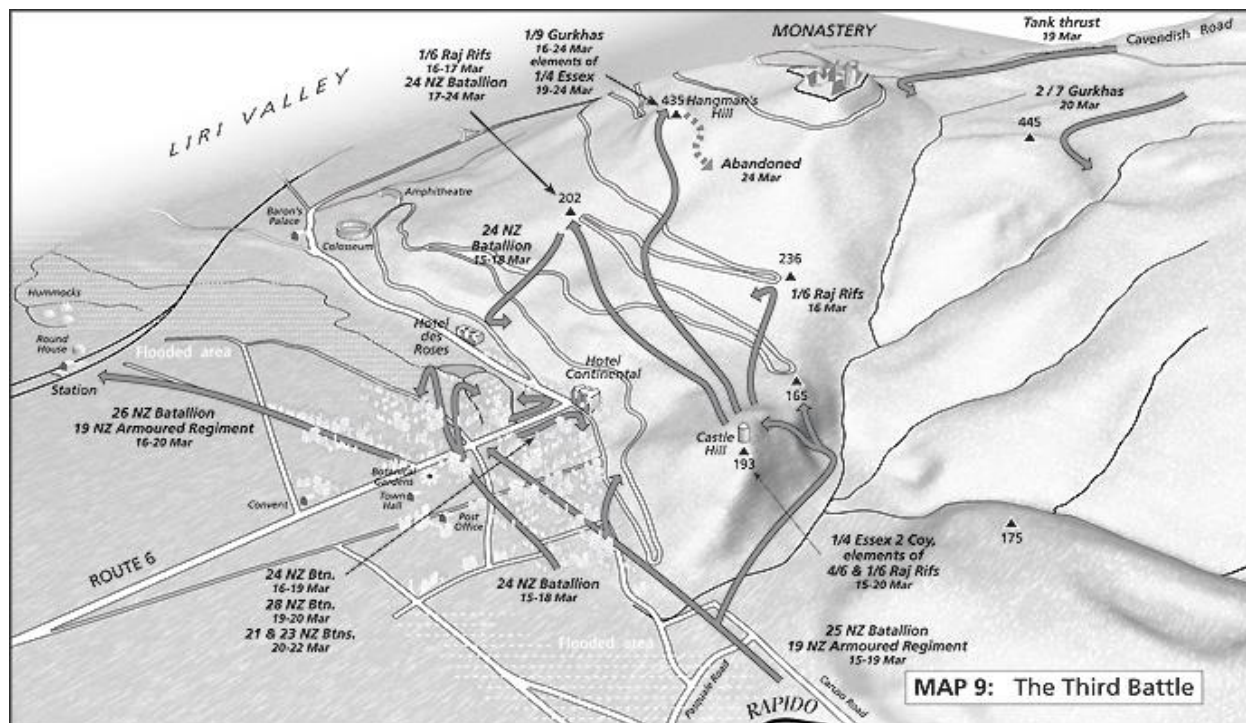 Tank thrust
19 Mar
Cavendish Road
MONASTERY
1/9 Gurkhas
16-24 Mar
elements of
1/4 Essex
19-24 Mar
1/6 Raj Rifs
16-17 Mar
24 NZ Batallion
17-24 Mar
2 / 7 Gurkhas
20 Mar
LIRI VALLEY
435
Hangman's
Hill
445
Abandoned
24 Mar
Amphitheatre
202
Baron's
Palace
Colosseum
24 NZ
Batallion
15-18 Mar
236
1/6 Raj Rifs
16 Mar
Hummocks
Round
House
Station
Flooded area
Hotel
des
Roses
Hotel
Continental
165
26 NZ Batallion
19 NZ Armoured Regiment
16-20 Mar
Castle
Hill
193
Botanical
Gardens
Town
Hall
Convent
Post
Office
175
ROUTE 6
1/4 Essex 2 Coy,
elements of
4/6 & 1/6 Raj Rifs
15-20 Mar
24 NZ Btn.
16-19 Mar
28 NZ Btn.
19-20 Mar
21 & 23 NZ Btns.
20-22 Mar
24 NZ Batallion
15-18 Mar
Flooded area
25 NZ Batallion
19 NZ Armoured Regiment
15-19 Mar
Pasquale Road
Caruso Road
RAPIDO
MAP 9: The Third Battle